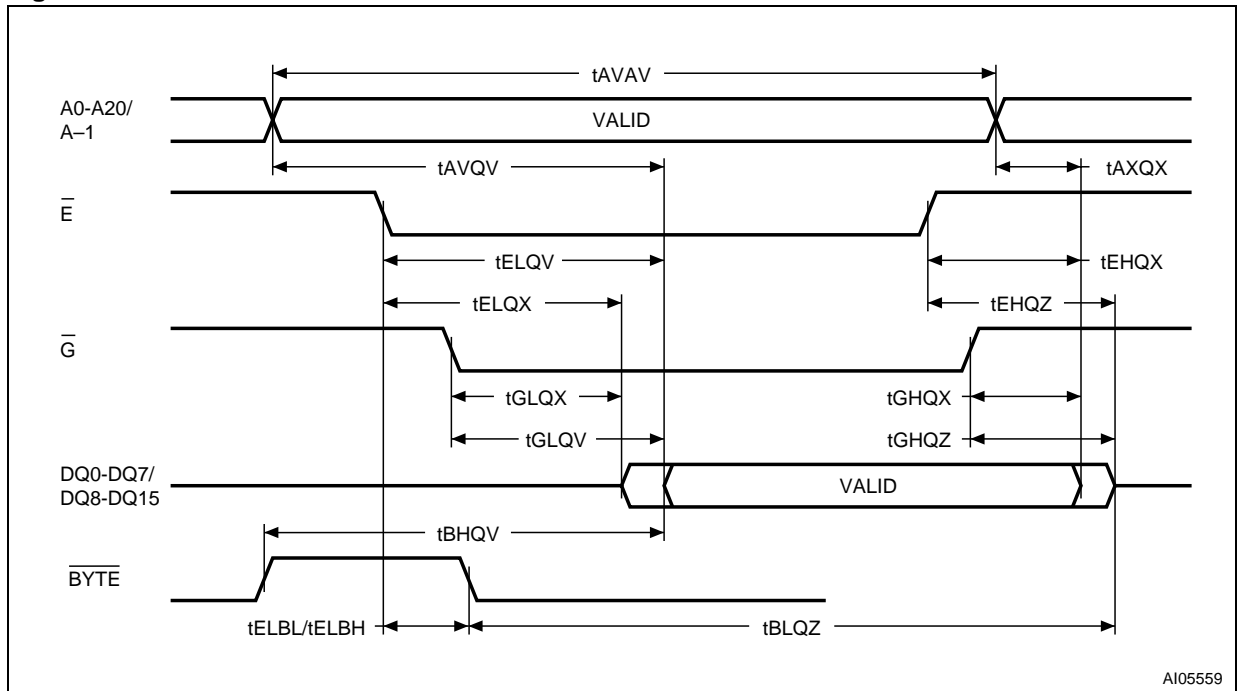 tAVAV
A0-A20/
A–1
VALID
tAVQV
tAXQX
E
tELQV
tEHQX
tELQX
tEHQZ
G
tGLQX
tGHQX
tGLQV
tGHQZ
DQ0-DQ7/
DQ8-DQ15
VALID
tBHQV
BYTE
tELBL/tELBH
tBLQZ
AI05559